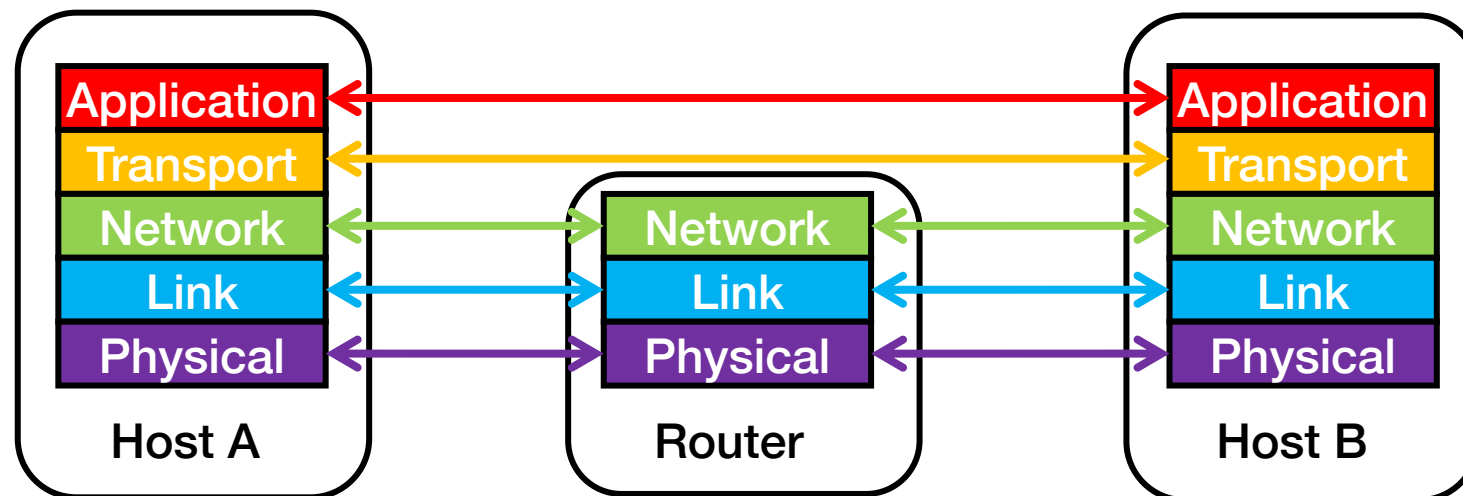 Application
Transport
Network
Link
Physical
Host A
Network
Link
Physical
Router
Application
Transport
Network
Link
Physical
Host B